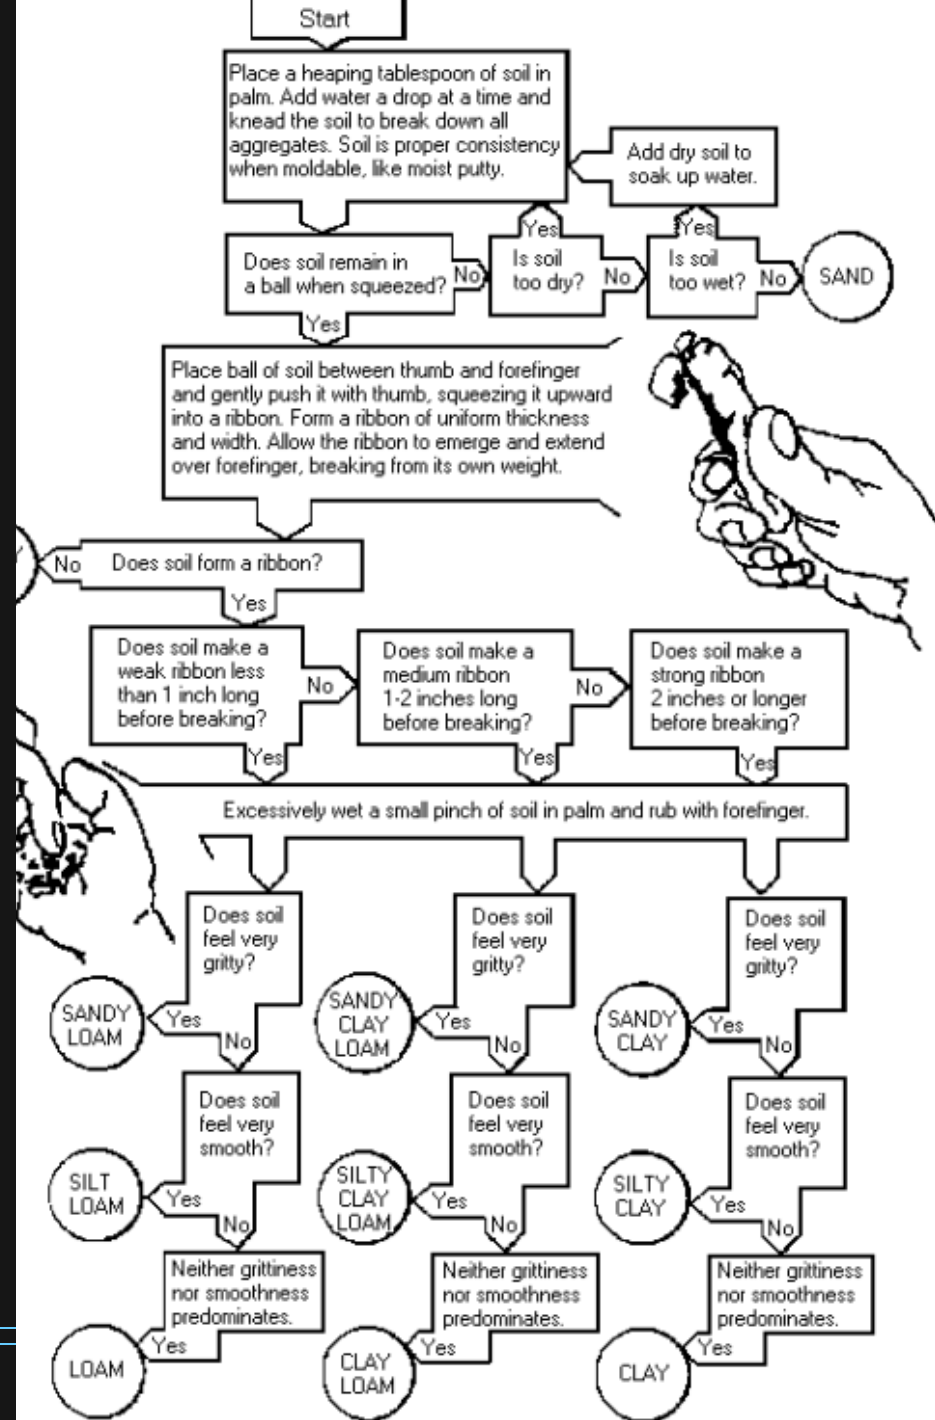 Start
Place a heaping tablespoon of soil in
palm. Add water a drop at a time and
knead the soil to break down all
aggregates. Soil is proper consistency
when moldable, like moist putty.
Add dry soil to
soak up water.
Yes
Yes
Does soil remain in
a ball when squeezed?
No
Is soil
too dry?
No
Is soil
too wet?
No
SAND
Yes
Place ball of soil between thumb and forefinger
and gently push it with thumb, squeezing it upward
into a ribbon. Form a ribbon of uniform thickness
and width. Allow the ribbon to emerge and extend
over forefinger, breaking from its own weight.
No
Does soil form a ribbon?
Yes
Does soil make a
weak ribbon less
than 1 inch long
before breaking?
No
Does soil make a
medium ribbon
1-2 inches long
before breaking?
No
Does soil make a
strong ribbon
2 inches or longer
before breaking?
Yes
Yes
Yes
Excessively wet a small pinch of soil in palm and rub with forefinger.
Does soil
feel very
gritty?
Does soil
feel very
gritty?
Does soil
feel very
gritty?
SANDY
LOAM
Yes
No
SANDY
CLAY
LOAM
Yes
No
SANDY
CLAY
Yes
No
Does soil
feel very
smooth?
Does soil
feel very
smooth?
Does soil
feel very
smooth?
SILT
LOAM
Yes
No
SILTY
CLAY
LOAM
Yes
No
SILTY
CLAY
Yes
No
Neither grittiness
nor smoothness
predominates.
Neither grittiness
nor smoothness
predominates.
Neither grittiness
nor smoothness
predominates.
LOAM
Yes
CLAY
LOAM
Yes
CLAY
Yes